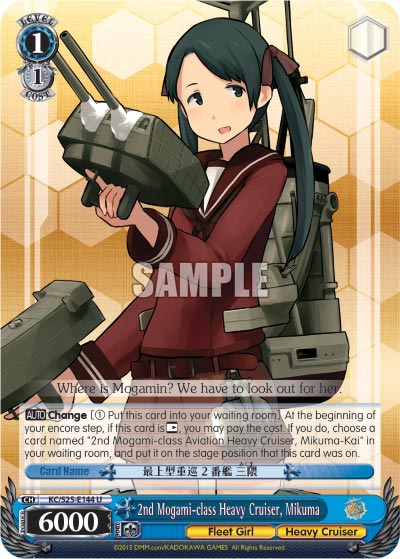 LEVEL
1
1
COST
SAMPLE
Where is Mogamin? We have to look out for her.
AUTO Change [① Put this card into your waiting room] At the beginning of
your encore step, if this card is , you may pay the cost. If you do, choose a
card named "2nd Mogami-class Aviation Heavy Cruiser, Mikuma-Kai" in
your waiting room, and put it on the stage position that this card was on.
Card Name
最上型重巡2番艦 三隈
CH
KC/S25-E144 U
POWER
6000
2nd Mogami-class Heavy Cruiser, Mikuma
Fleet Girl
Heavy Cruiser
©2013 DMM.com/KADOKAWA GAMES All Rights Reserved.